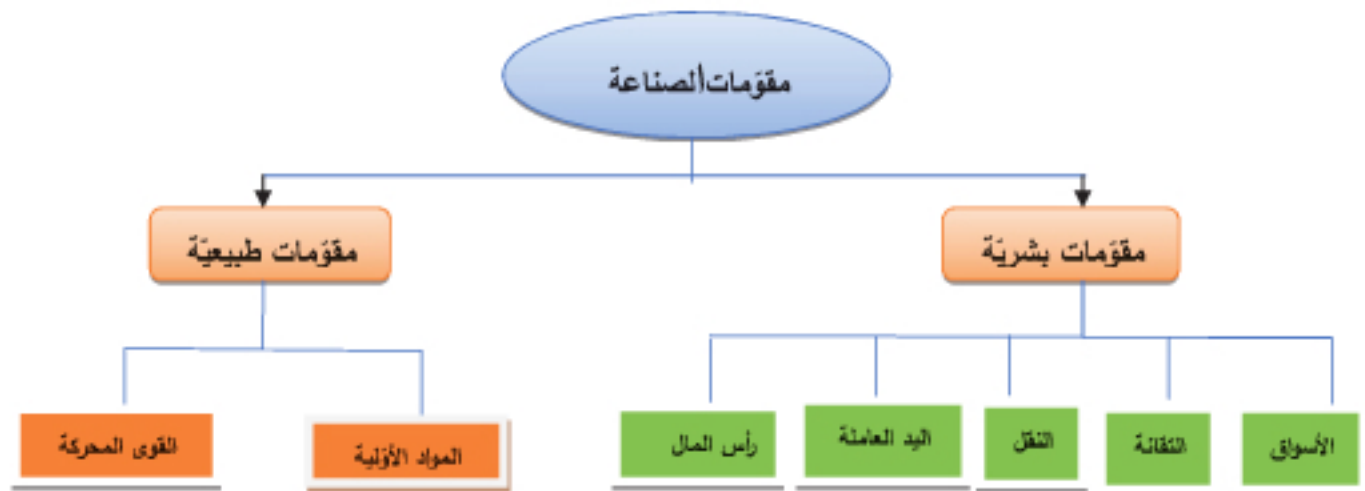 مقوّمات الصناعة
مقوّمات بشريّة
مقوّمات طبيعيّة
الأسواق
التقانة
النقل
اليد العاملة
رأس المال
المواد الأوّلية
القوى المحركة